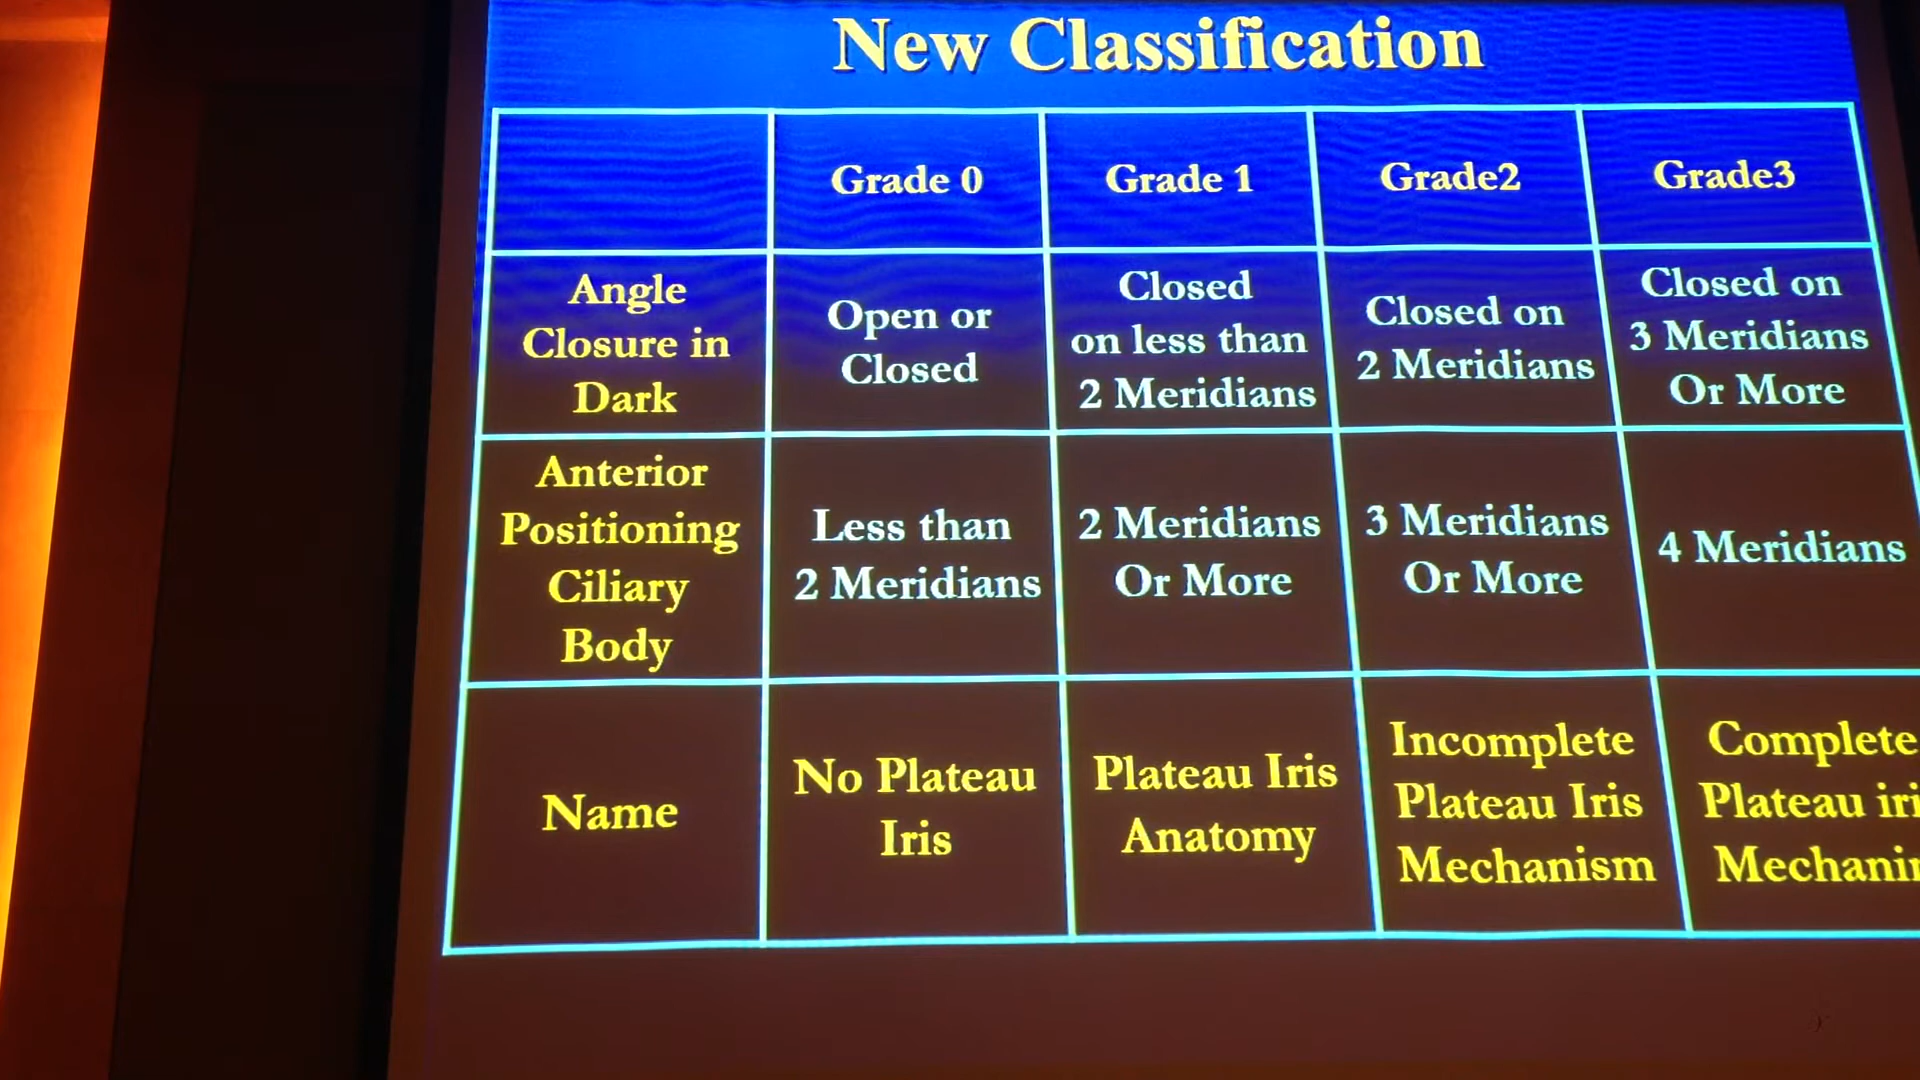 New Classification
Grade 0
Grade 1
Grade2
Grade3
Angle
Closure in
Dark
Open or
Closed
Closed
on less than
2 Meridians
Closed on
2 Meridians
Closed on
3 Meridians
Or More
Anterior
Positioning
Ciliary
Body
Less than
2 Meridians
2 Meridians
Or More
3 Meridians
Or More
4 Meridians
Name
No Plateau
Iris
Plateau Iris
Anatomy
Incomplete
Plateau Iris
Mechanism
Complete
Plateau